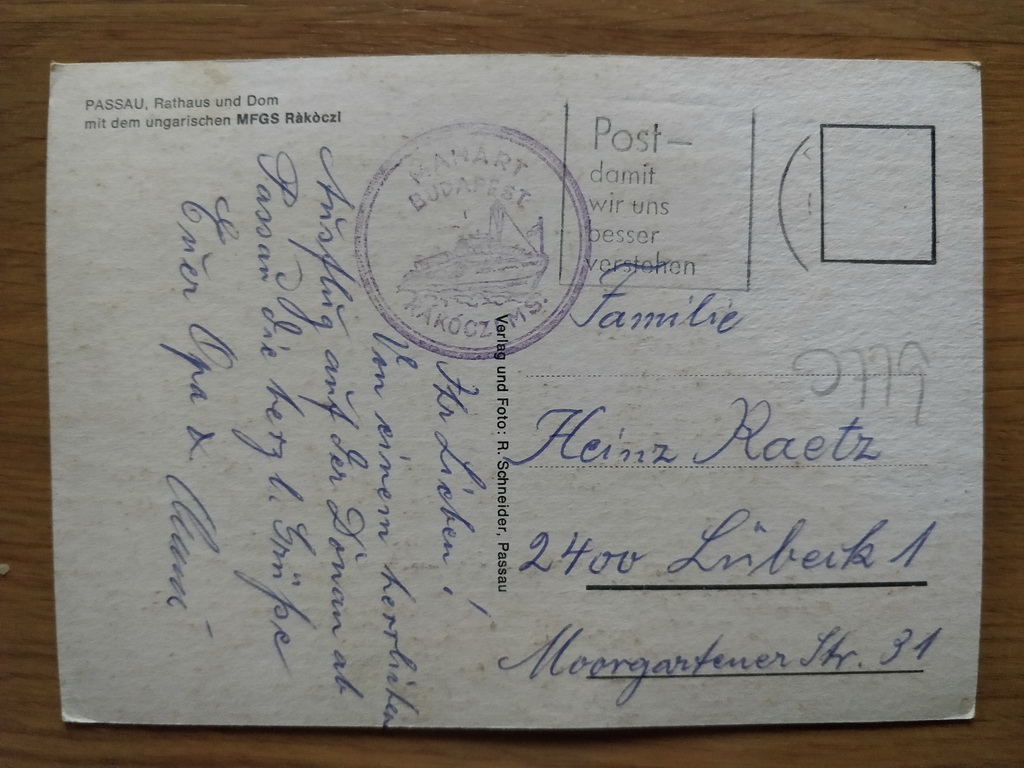 PASSAU, Rathaus und Dom
mit dem ungarischen MFGS Ràkòczl
MAHART
BUDAPEST
RÁKÓCZI MS.
Post-
damit
wir uns
besser
verstehen
Ihr Lieben!
Von einem herrlichen
Ausflug auf der Donau ab
Passau die herzl. Grüße
Euer Opa &
Verlag und Foto: R. Schneider, Passau
Familie
Heinz Raetz
2400 Lübeck 1
Moorgartener Str. 31